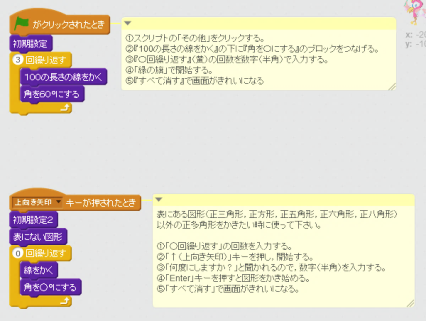 がクリックされたとき
初期設定
3 回繰り返す
100の長さの線をかく
角を60°にする
①スクリプトの「その他」をクリックする。
②『100の長さの線をかく』の下に『角を〇にする』のブロックをつなげる。
③『〇回繰り返す』(黄)の回数を数字(半角)で入力する。
④「緑の旗」で開始する。
⑤『すべて消す』で画面がきれいになる
x: -2
y: -1
上向き矢印 キーが押されたとき
初期設定2
表にない図形
0 回繰り返す
線をかく
角を〇°にする
表にある図形(正三角形, 正方形, 正五角形, 正六角形, 正八角形)
以外の正多角形をかきたい時に使って下さい。
①「〇回繰り返す」の回数を入力する。
②「↑(上向き矢印)」キーを押し, 開始する。
③「何度にしますか?」と聞かれるので, 数字(半角)を入力する。
④「Enter」キーを押すと図形をかき始める。
⑤「すべて消す」で画面がきれいになる。